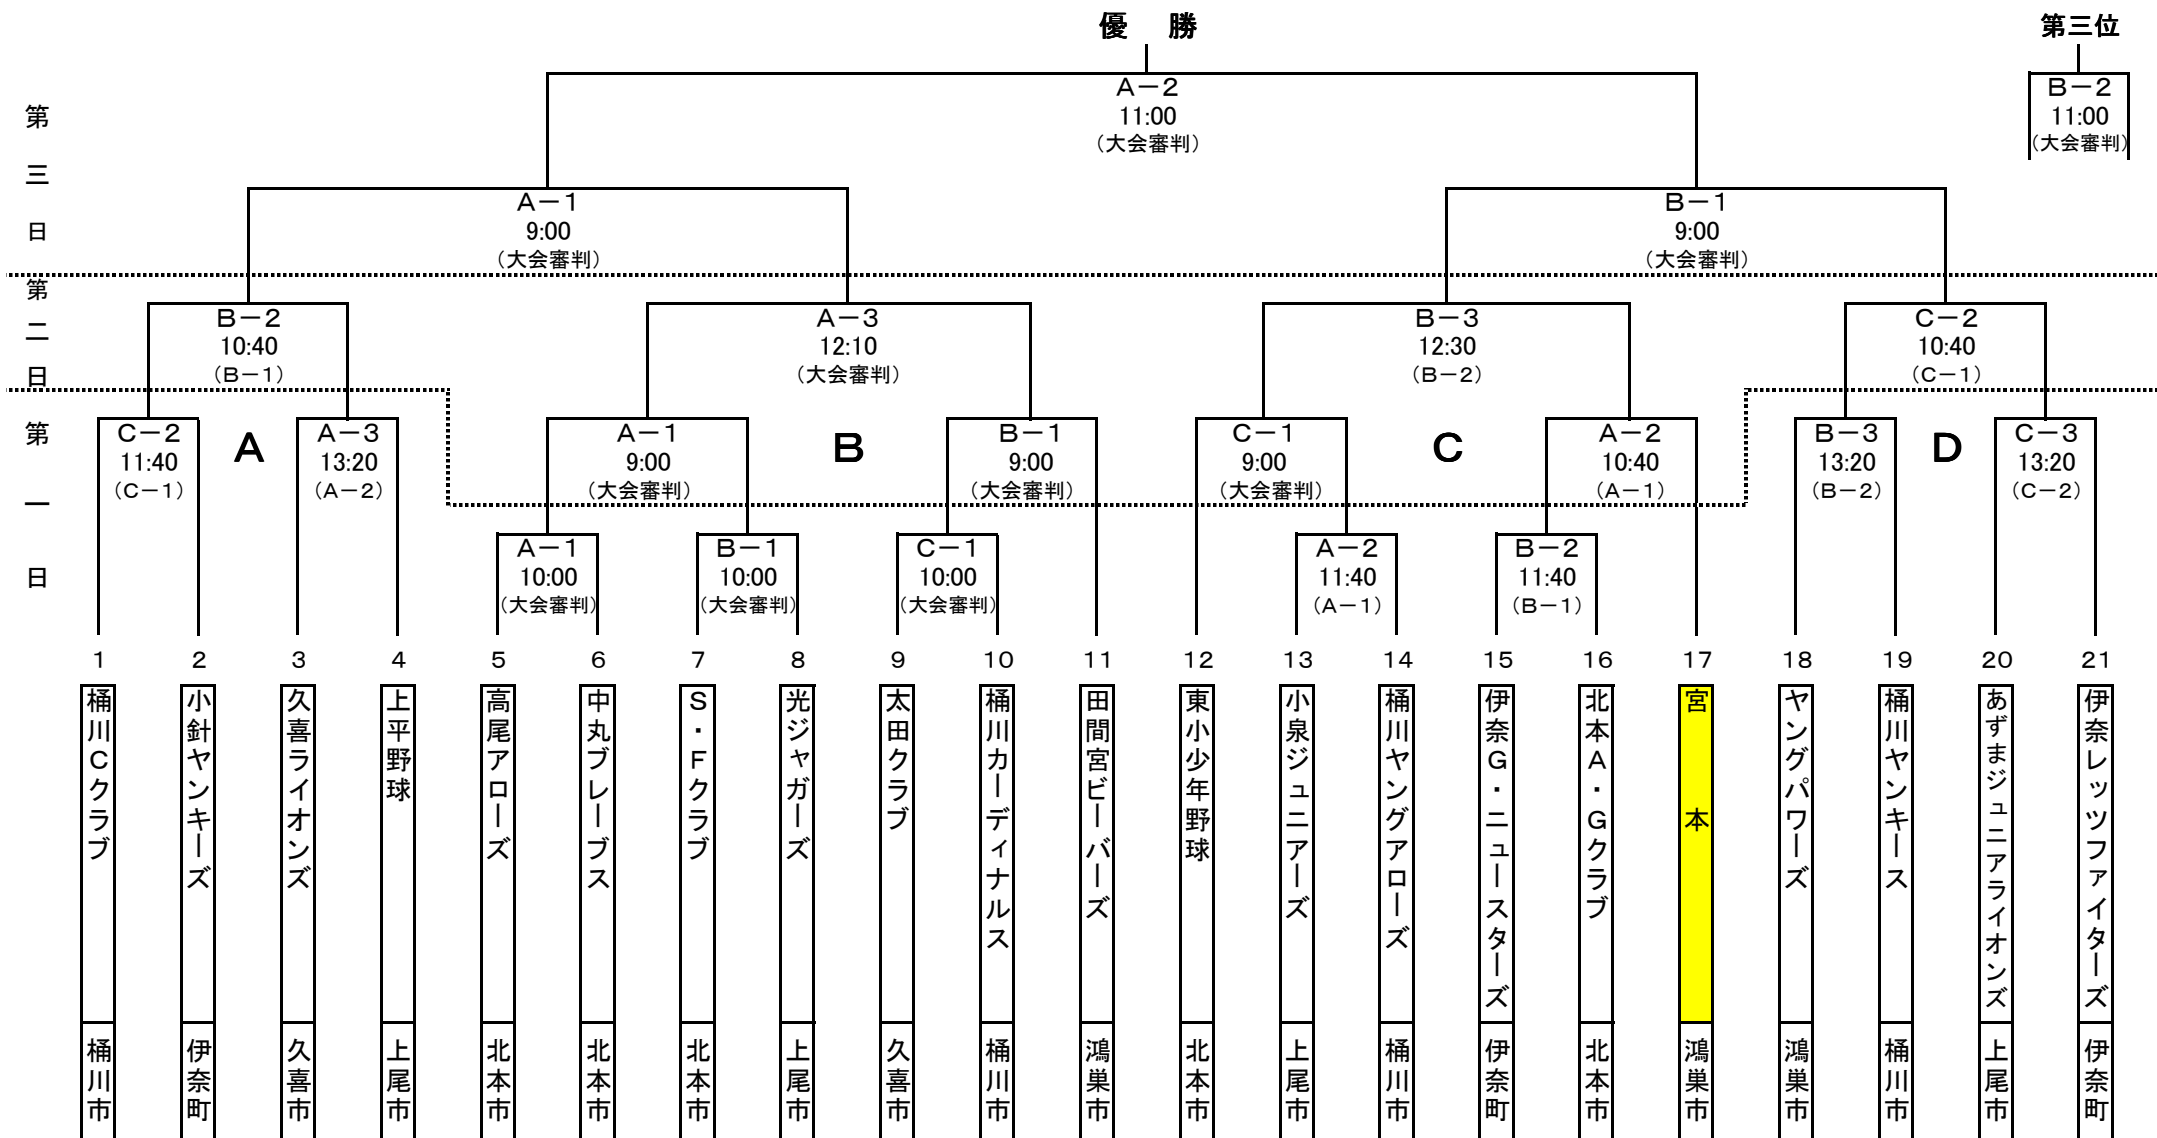 優　勝
第三位
A－2
11:00
（大会審判）
B－2
11:00
（大会審判）
第三日
A－1
9:00
（大会審判）
B－1
9:00
（大会審判）
第二日
B－2
10:40
（B－1）
A－3
12:10
（大会審判）
B－3
12:30
（B－2）
C－2
10:40
（C－1）
第一日
C－2
11:40
（C－1）
A
A－3
13:20
（A－2）
A－1
9:00
（大会審判）
B
B－1
9:00
（大会審判）
C－1
9:00
（大会審判）
C
A－2
10:40
（A－1）
B－3
13:20
（B－2）
D
C－3
13:20
（C－2）
A－1
10:00
（大会審判）
B－1
10:00
（大会審判）
C－1
10:00
（大会審判）
A－2
11:40
（A－1）
B－2
11:40
（B－1）
1 2 3 4 5 6 7 8 9 10 11 12 13 14 15 16 17 18 19 20 21
桶川Cクラブ
小針ヤンキーズ
久喜ライオンズ
上平野球
高尾アローズ
中丸ブレーブス
S・Fクラブ
光ジャガーズ
太田クラブ
桶川カーディナルス
田間宮ビーバーズ
東小少年野球
小泉ジュニアーズ
桶川ヤングアローズ
伊奈G・ニュースターズ
北本A・Gクラブ
宮本
ヤングパワーズ
桶川ヤンキース
あずまジュニアライオンズ
伊奈レッツファイターズ
桶川市
伊奈町
久喜市
上尾市
北本市
北本市
北本市
上尾市
久喜市
桶川市
鴻巣市
北本市
上尾市
桶川市
伊奈町
北本市
鴻巣市
鴻巣市
桶川市
上尾市
伊奈町